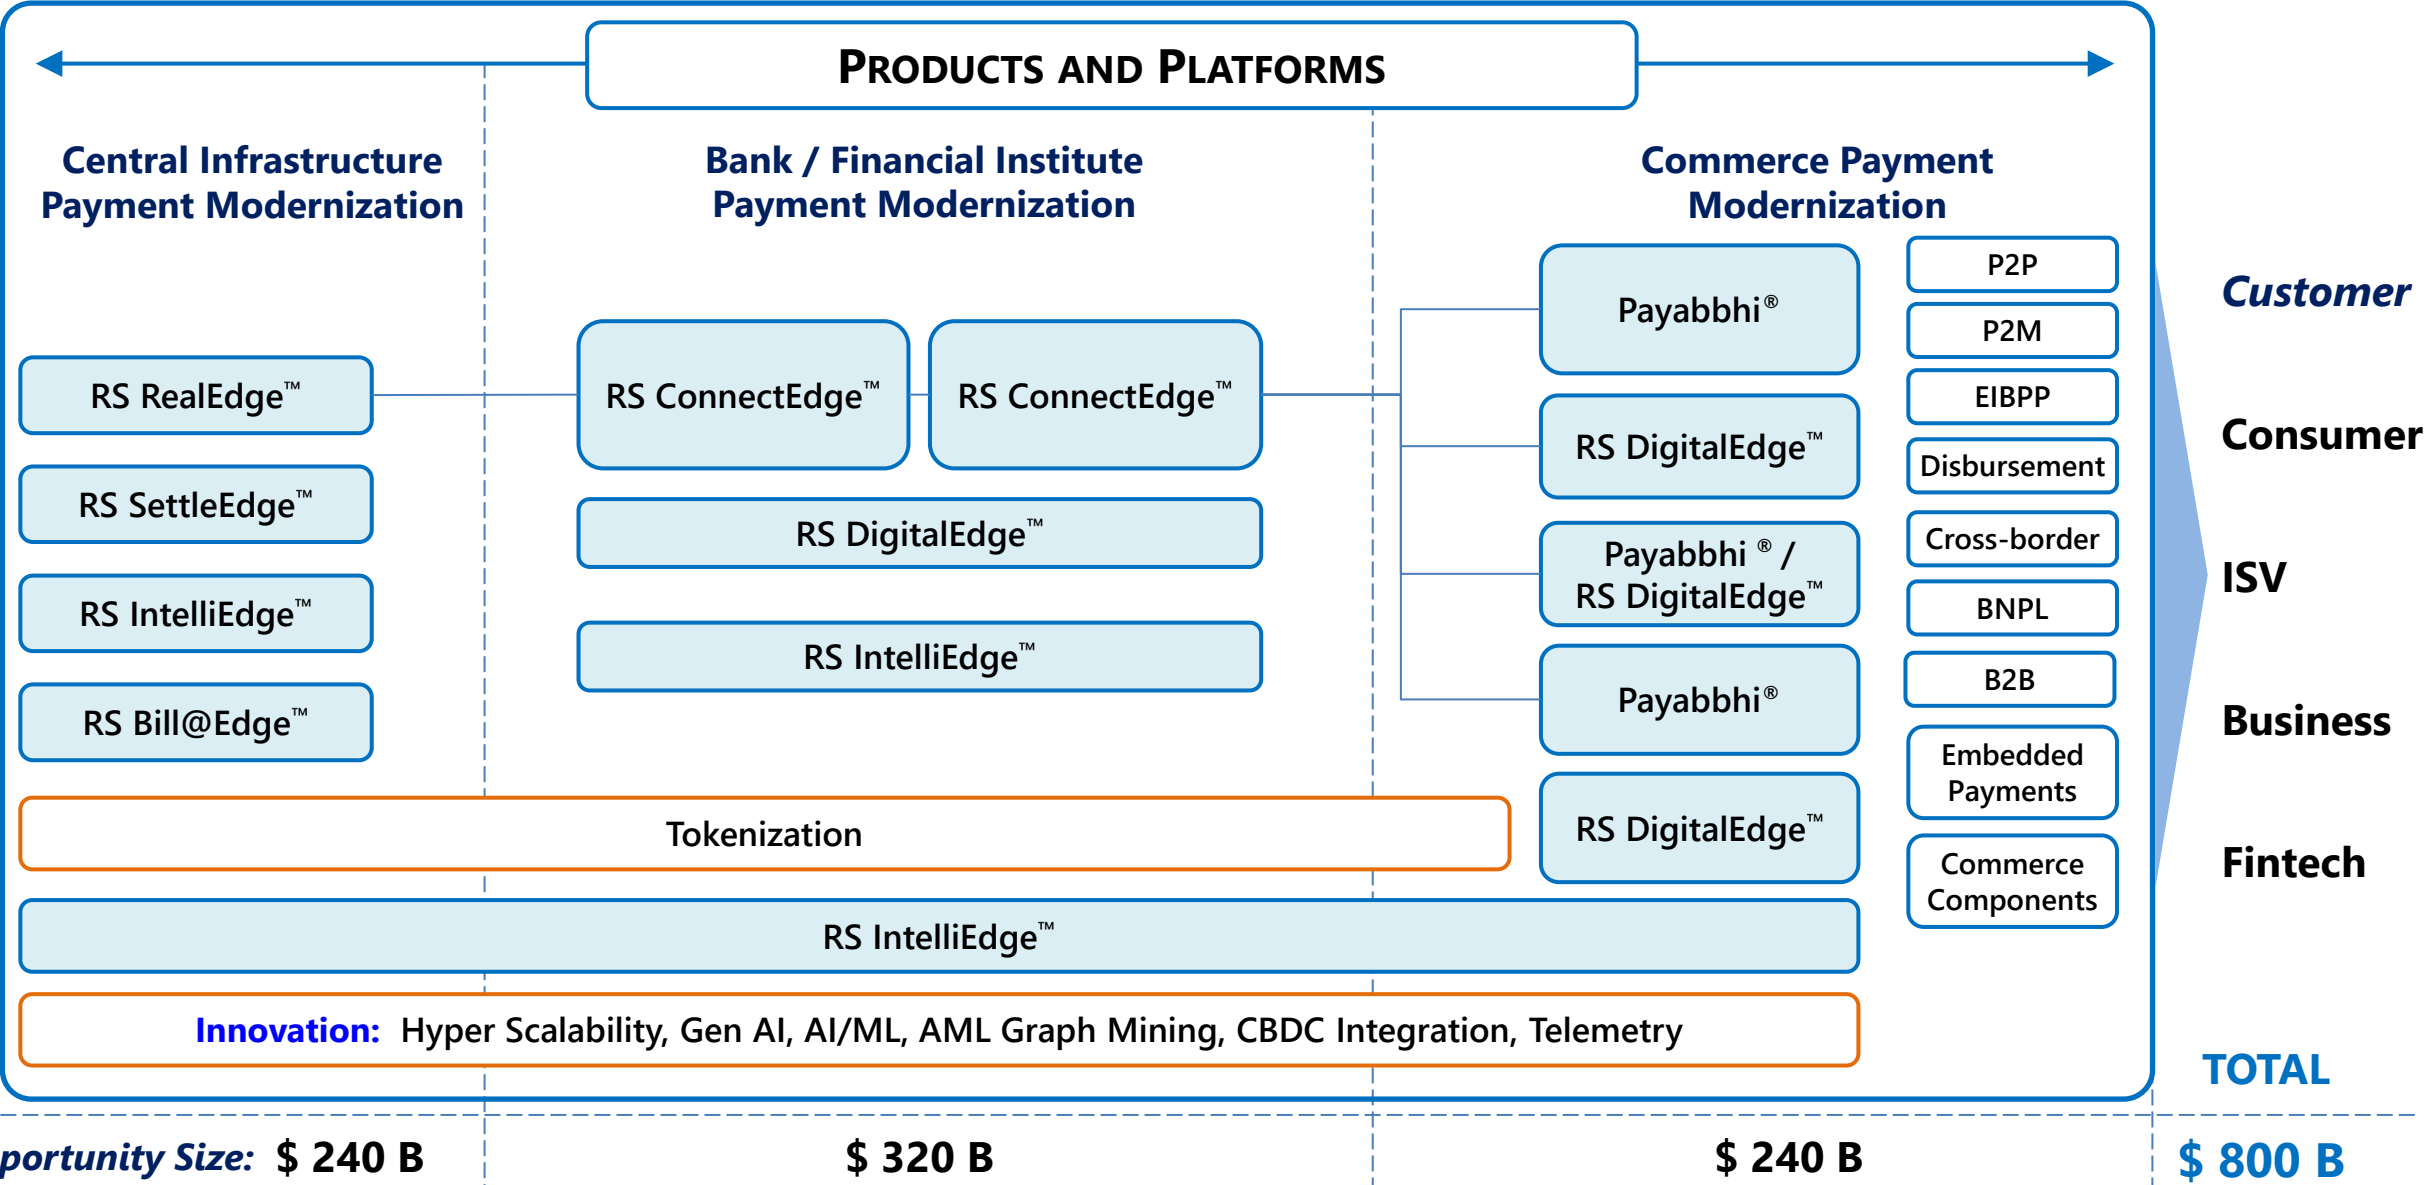 PRODUCTS AND PLATFORMS
Central Infrastructure
Payment Modernization
Bank / Financial Institute
Payment Modernization
Commerce Payment
Modernization
RS RealEdge™
RS SettleEdge™
RS IntelliEdge™
RS Bill@Edge™
RS ConnectEdge™
RS ConnectEdge™
RS DigitalEdge™
RS IntelliEdge™
Payabbhi®
RS DigitalEdge™
Payabbhi ® /
RS DigitalEdge™
Payabbhi®
RS DigitalEdge™
P2P
P2M
EIBPP
Disbursement
Cross-border
BNPL
B2B
Embedded
Payments
Commerce
Components
Customer
Consumer
ISV
Business
Fintech
Tokenization
RS IntelliEdge™
Innovation: Hyper Scalability, Gen AI, AI/ML, AML Graph Mining, CBDC Integration, Telemetry
TOTAL
portunity Size: $ 240 B
$ 320 B
$ 240 B
$ 800 B